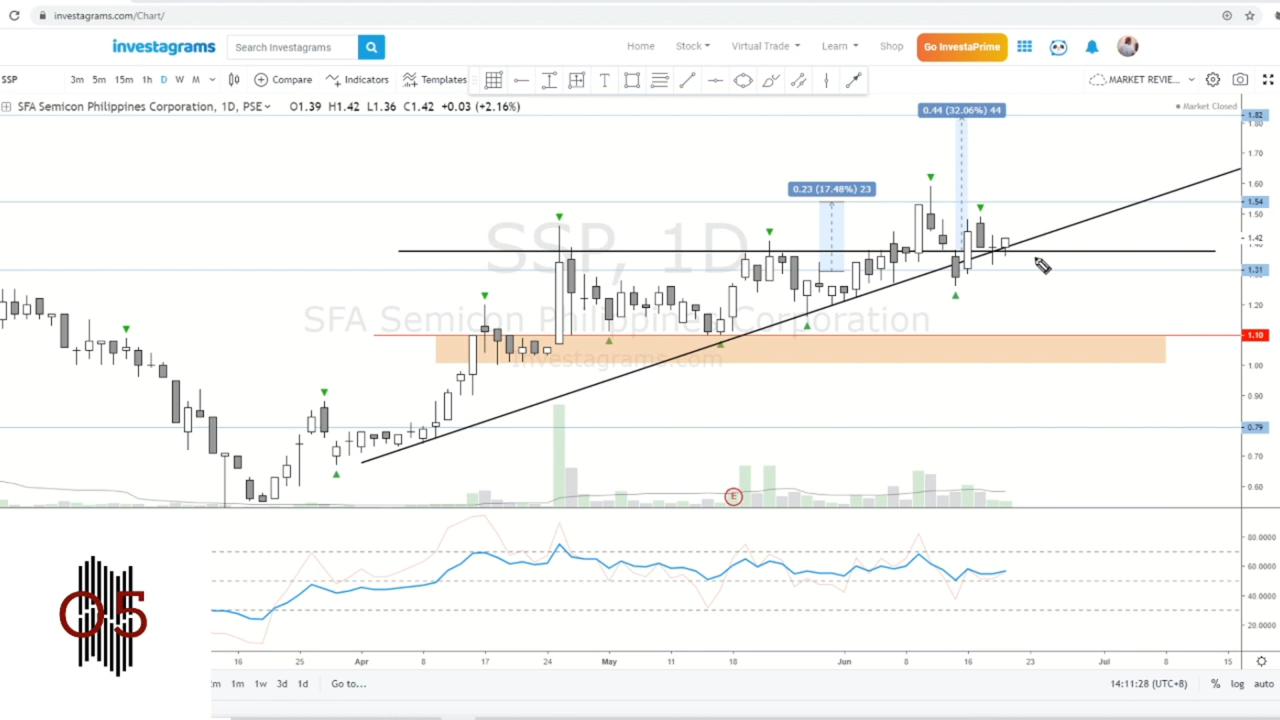 investagrams.com/Chart/
investagrams Search Investagrams Home Stock Virtual Trade Learn Shop Go InvestaPrime
SSP 3m 5m 15m 1h D W M Compare Indicators Templates T MARKET REVIE...
SFA Semicon Philippines Corporation, 1D, PSE O1.39 H1.42 L1.36 C1.42 +0.03 (+2.16%)
Market Closed
0.44 (32.06%) 44
1.82
1.80
1.70
1.60
0.23 (17.48%) 23
1.54
1.50
SSP, 1D
1.42
1.40
1.31
1.20
SFA Semicon Philippines Corporation
1.10
Investagrams.com
1.00
0.90
0.79
0.70
0.60
E
80.0000
60.0000
40.0000
20.0000
O5
16 25 Apr 8 17 24 May 11 18 Jun 8 16 23 Jul 8 15
1m 1w 3d 1d Go to... 14:11:28 (UTC+8) % log auto